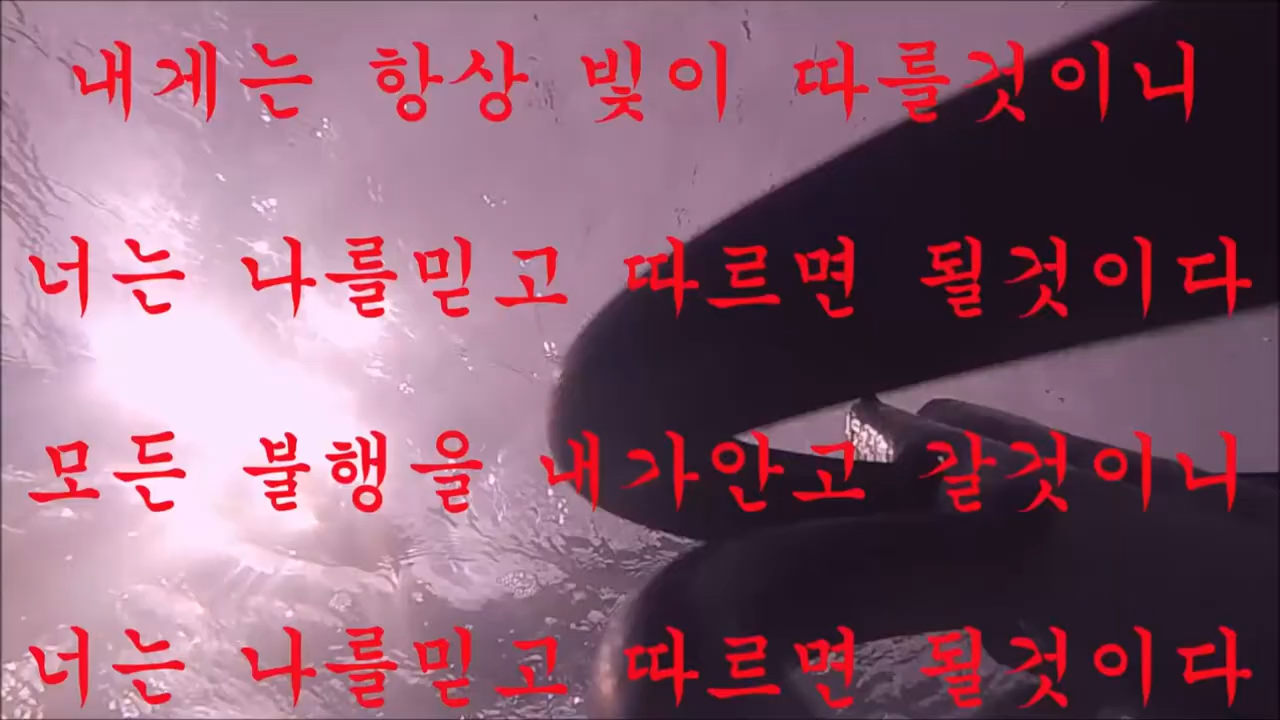 내게는 항상 빛이 따를것이니
너는 나를믿고 따르면 될것이다
모든 불행을 내가안고 갈것이니
너는 나를믿고 따르면 될것이다